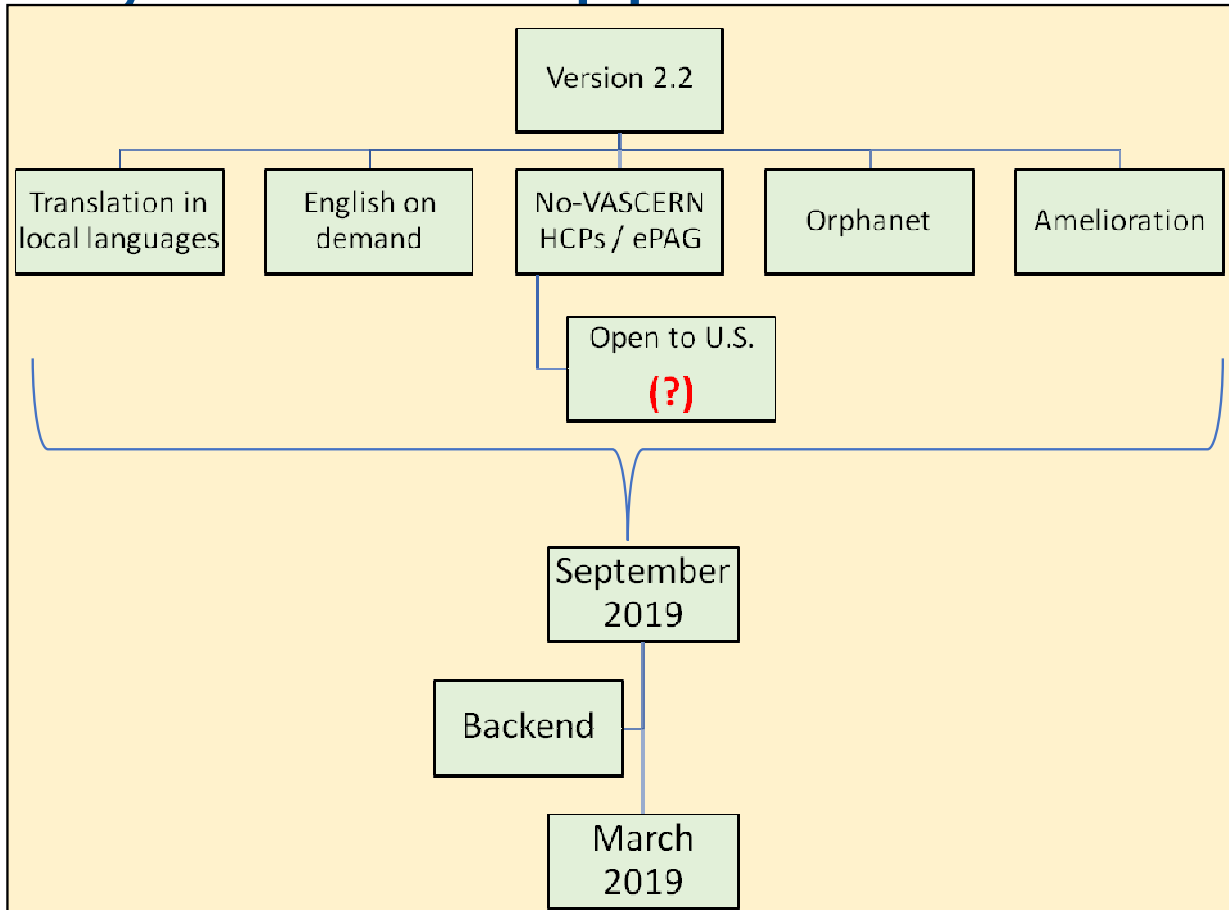 Version 2.2
Translation in
local languages
English on
demand
No-VASCERN
HCPs / ePAG
Orphanet
Amelioration
Open to U.S.
(?)
September
2019
Backend
March
2019